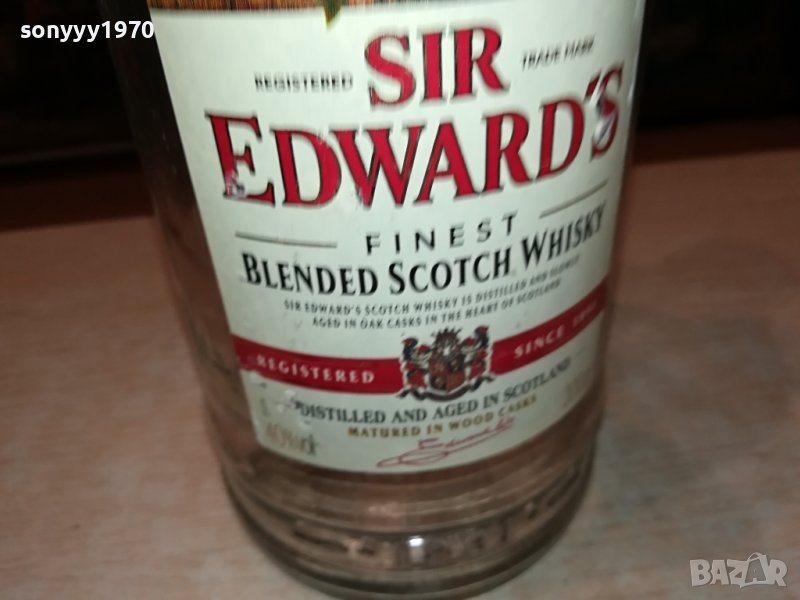 sonyyy1970
REGISTERED
TRADE MARK
SIR
EDWARD'S
FINEST
BLENDED SCOTCH WHISKY
SIR EDWARD'S SCOTCH WHISKY IS DISTILLED AND SLOWLY
AGED IN OAK CASKS IN THE HEART OF SCOTLAND
REGISTERED
SINCE
DISTILLED AND AGED IN SCOTLAND
MATURED IN WOOD CASKS
40%vol
BAZAR